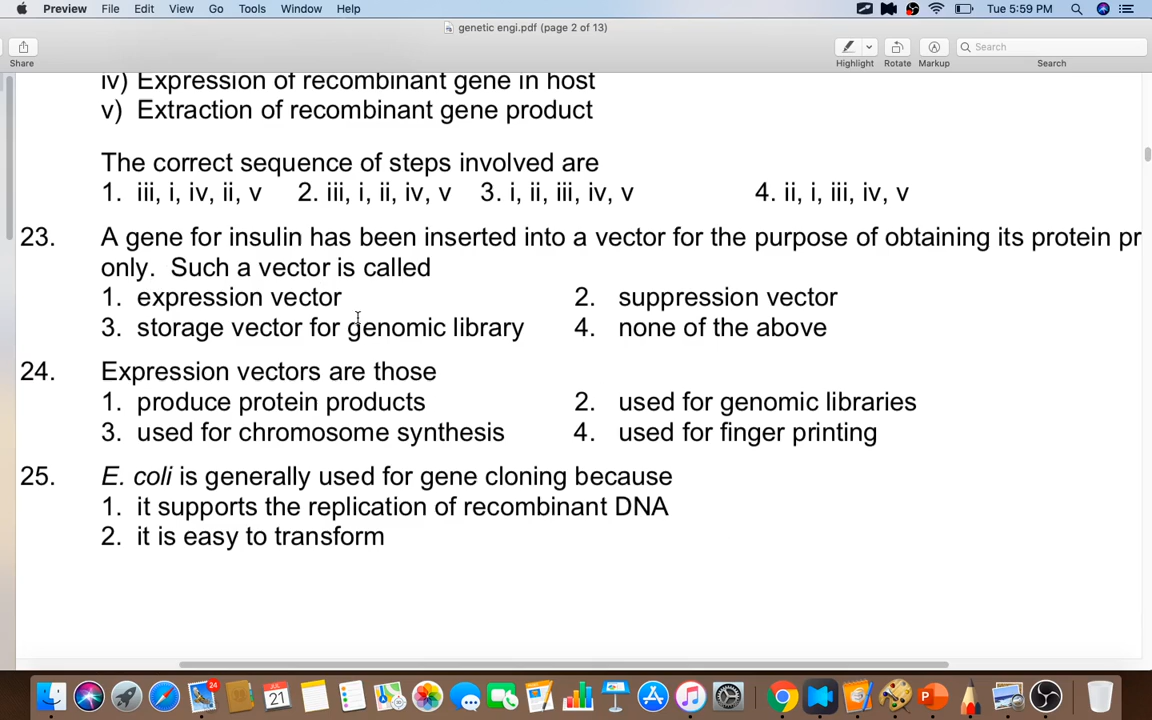 Preview File Edit View Go Tools Window Help Tue 5:59 PM
genetic engi.pdf (page 2 of 13)
Share Highlight Rotate Markup Search Search
iv) Expression of recombinant gene in host
v) Extraction of recombinant gene product
The correct sequence of steps involved are
1. iii, i, iv, ii, v 2. iii, i, ii, iv, v 3. i, ii, iii, iv, v 4. ii, i, iii, iv, v
23. A gene for insulin has been inserted into a vector for the purpose of obtaining its protein pr
only. Such a vector is called
1. expression vector 2. suppression vector
3. storage vector for genomic library 4. none of the above
24. Expression vectors are those
1. produce protein products 2. used for genomic libraries
3. used for chromosome synthesis 4. used for finger printing
25. E. coli is generally used for gene cloning because
1. it supports the replication of recombinant DNA
2. it is easy to transform
24
21